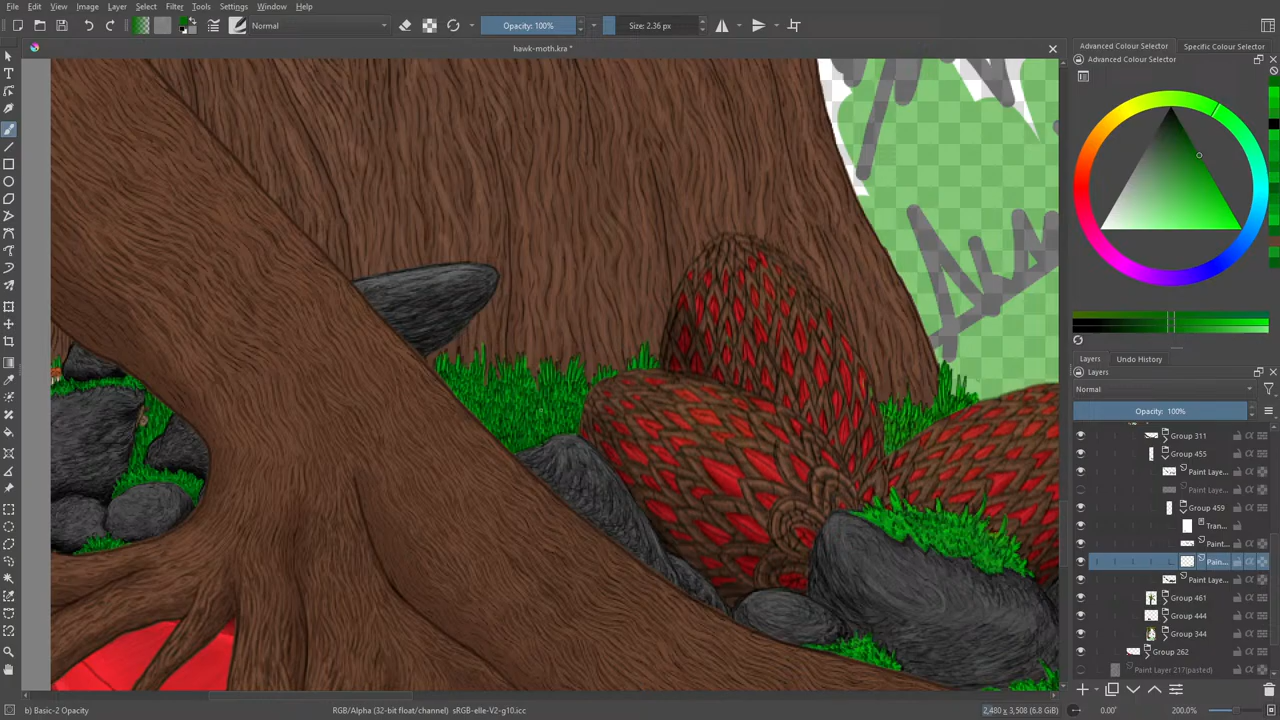 File Edit View Image Layer Select Filter Tools Settings Window Help
Normal Opacity: 100% Size: 2.36 px
hawk-moth.kra *
Advanced Colour Selector Specific Colour Selector
Advanced Colour Selector
Layers Undo History
Layers
Normal
Opacity: 100%
Group 311
Group 455
Paint Laye...
Paint Laye...
Group 459
Tran...
Paint...
Pain...
Paint Laye...
Group 461
Group 444
Group 344
Group 262
Paint Layer 217(pasted)
b) Basic-2 Opacity RGB/Alpha (32-bit float/channel) sRGB-elle-V2-g10.icc 2,480 x 3,508 (6.8 GiB) 0.00° 200.0%